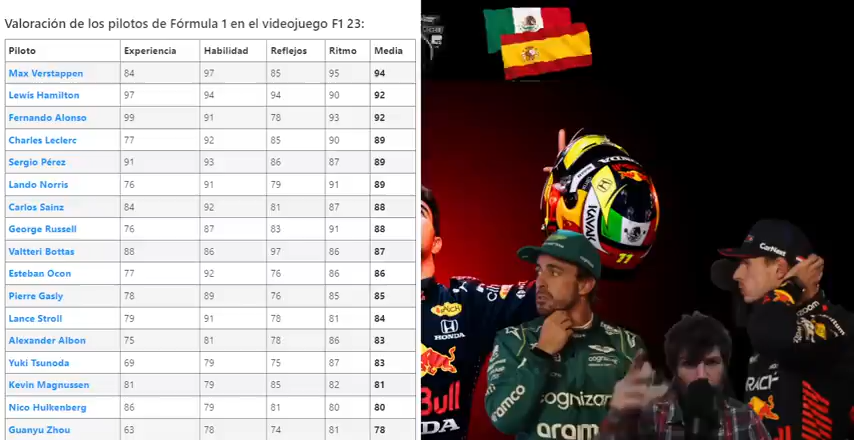 Valoración de los pilotos de Fórmula 1 en el videojuego F1 23:
Piloto Experiencia Habilidad Reflejos Ritmo Media
Max Verstappen 84 97 85 95 94
Lewis Hamilton 97 94 94 90 92
Fernando Alonso 99 91 78 93 92
Charles Leclerc 77 92 85 90 89
Sergio Pérez 91 93 86 87 89
Lando Norris 76 91 79 91 89
Carlos Sainz 84 92 81 87 88
George Russell 76 87 83 91 88
Valtteri Bottas 88 86 97 86 87
Esteban Ocon 77 92 76 86 86
Pierre Gasly 78 89 76 85 85
Lance Stroll 79 91 78 81 84
Alexander Albon 75 81 78 86 83
Yuki Tsunoda 69 79 75 87 83
Kevin Magnussen 81 79 85 82 81
Nico Hulkenberg 86 79 81 80 80
Guanyu Zhou 63 78 74 81 78
HONDA
KAVAK
11
CarNext
HONDA
cognizant
aramco
aram
Bull